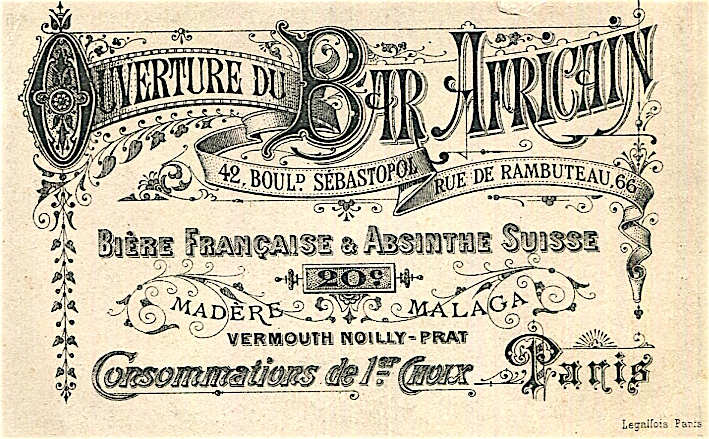 OUVERTURE DU BAR AFRICAIN
42, BOULD. SÉBASTOPOL RUE DE RAMBUTEAU, 66
BIÈRE FRANÇAISE & ABSINTHE SUISSE
20c
MADÈRE MALAGA
VERMOUTH NOILLY-PRAT
Consommations de 1er CHOIX Paris
Legallois Paris